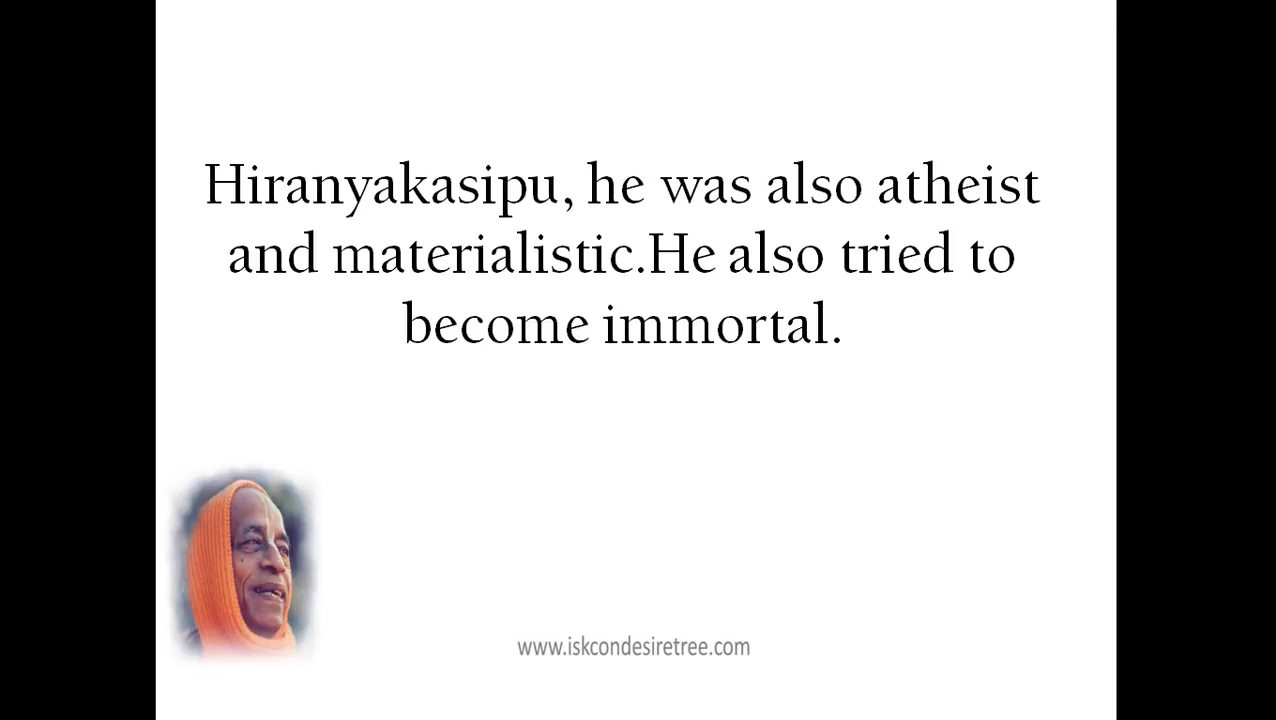 Hiranyakasipu, he was also atheist
and materialistic.He also tried to
become immortal.
www.iskcondesiretree.com